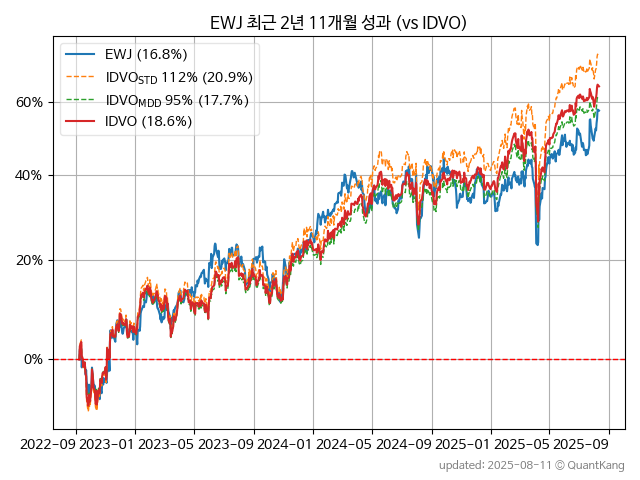 EWJ 최근 2년 11개월 성과 (vs IDVO)
EWJ (16.8%)
IDVO_STD 112% (20.9%)
IDVO_MDD 95% (17.7%)
IDVO (18.6%)
60%
40%
20%
0%
2022-09 2023-01 2023-05 2023-09 2024-01 2024-05 2024-09 2025-01 2025-05 2025-09
updated: 2025-08-11 © QuantKang